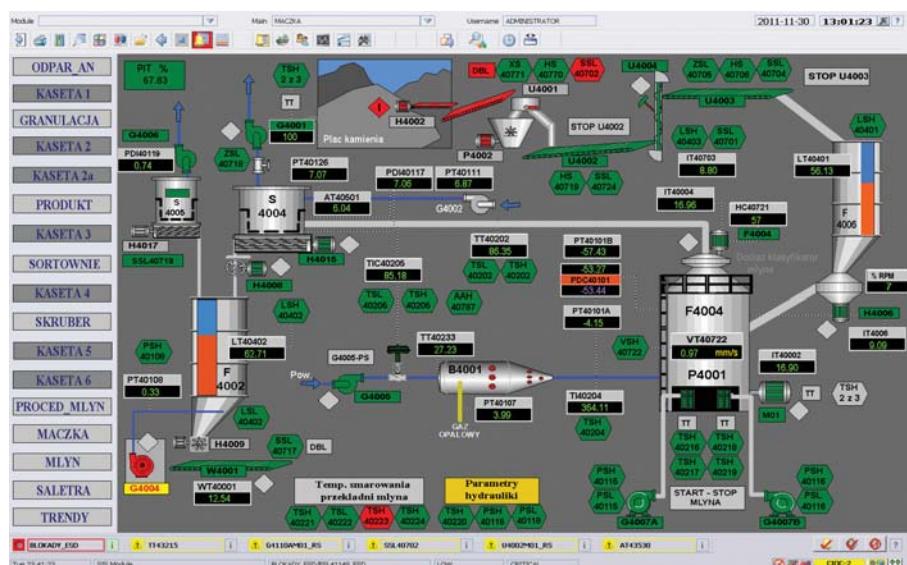 Module
Main MACZKA
Username ADMINISTRATOR
2011-11-30 13:01:23
ODPAR_AN
KASETA 1
GRANULACJA
KASETA 2
KASETA 2a
PRODUKT
KASETA 3
SORTOWNIE
KASETA 4
SKRUBER
KASETA 5
KASETA 6
PROCED_MLYN
MACZKA
MLYN
SALETRA
TRENDY
PIT %
67.83
TSH
2 z 3
TT
G4006
G4001
100
PDI40119
0.74
ZSL
40718
PT40126
7.07
S
4005
S
4004
H4017
SSL40719
H4008
Plac kamienia
H4002
DBL
XS
40771
HS
40770
SSL
40702
U4001
P4002
STOP U4002
U4002
HS
40719
SSL
40724
U4004
ZSL
40705
HS
40706
SSL
40704
STOP U4003
U4003
LSH
40403
SSL
40701
LSH
40401
IT40703
8.80
LT40401
56.13
PDI40117
7.06
PT40111
6.87
AT40501
6.04
G4002
IT40004
16.96
HC40721
57
F4004
Dostaz klasyfikator
mlyna
TT40202
86.35
TIC40206
85.18
TSL
40202
TSH
40202
TSL
40206
TSH
40206
AAH
40787
PT40101B
-57.43
-53.27
PDC40101
-53.44
PT40101A
-4.15
% RPM
7
H4006
IT4006
9.09
F4004
VT40722
0.97 mm/s
P4001
VSH
40722
IT40002
16.90
M01
TT
TSH
2 z 3
LSH
40402
LT40402
62.71
F
4002
PT40108
0.33
LSL
40402
H4009
SSL
40717
DBL
G4004
W4001
WT40001
12.54
TT40233
27.23
G4005-PS
Pow.
G4005
B4001
GAZ
OPALOWY
PT40107
3.99
TI40204
364.11
TSH
40204
TT
TT
TSH
40216
TSH
40218
TSH
40217
TSH
40219
PSH
40115
PSL
40115
PSH
40116
PSL
40116
START - STOP
MLYNA
G4007A
G4007B
Temp. smarowania
przekladni mlyna
Parametry
hydrauliki
TSH
40221
TSL
40222
TSH
40223
TSH
40224
TSH
40220
PSH
40118
PSL
40118
BLOKADY_ESD
TT43215
G4110AM01_RS
SSL40702
U4002M01_RS
AT43530
LOW
CRITICAL